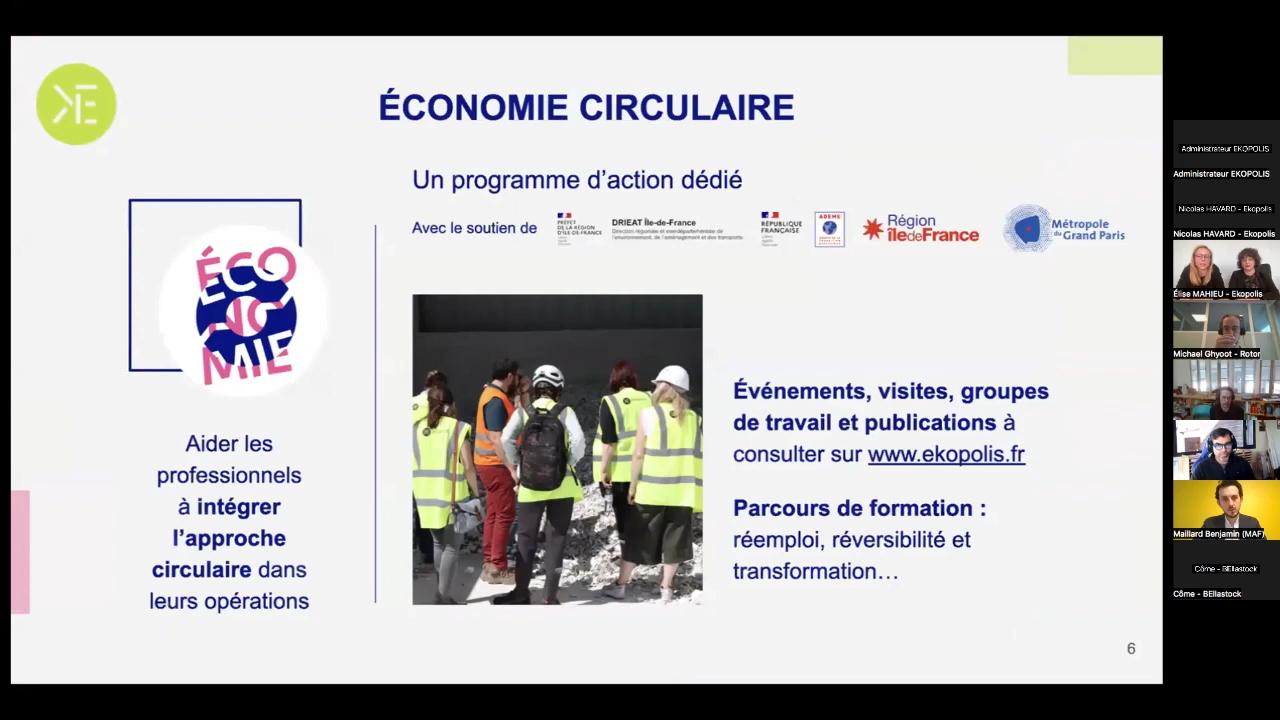 KE
ÉCONOMIE CIRCULAIRE
Un programme d'action dédié
Avec le soutien de
PRÉFET
DE LA RÉGION
D'ÎLE-DE-FRANCE
DRIEAT Île-de-France
Direction régionale et interdépartementale de
l'environnement, de l'aménagement et des transports
RÉPUBLIQUE
FRANÇAISE
ADEME
Région
îledeFrance
Métropole
du Grand Paris
ÉCO
NO
MIE
Aider les
professionnels
à intégrer
l'approche
circulaire dans
leurs opérations
Événements, visites, groupes
de travail et publications à
consulter sur www.ekopolis.fr
Parcours de formation :
réemploi, réversibilité et
transformation…
6
Administrateur EKOPOLIS
Administrateur EKOPOLIS
Nicolas HAVARD - Ekopolis
Nicolas HAVARD - Ekopolis
Élise MAHIEU - Ekopolis
Michael Ghyoot - Rotor
Maillard Benjamin (MAF)
Côme - BEllastock
Côme - BEllastock